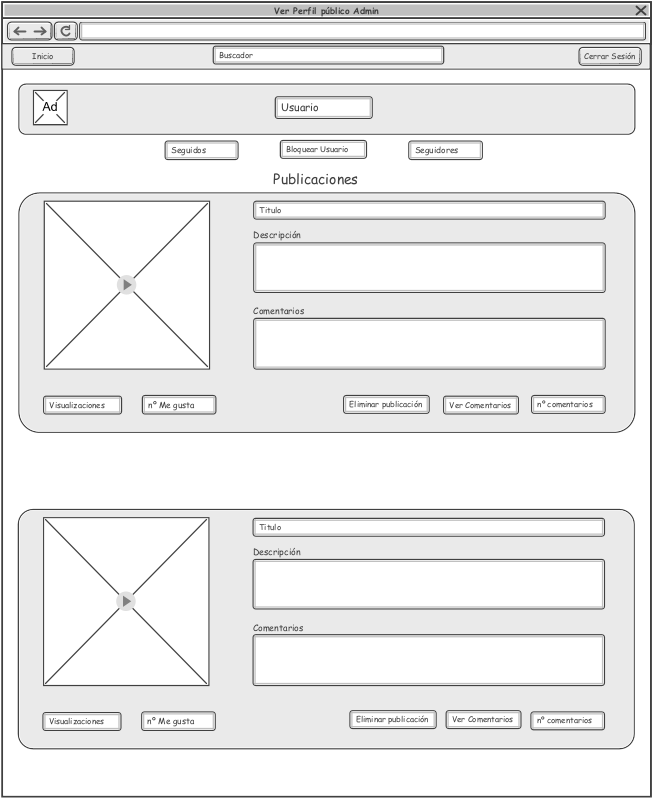 Ver Perfil público Admin
Inicio
Buscador
Cerrar Sesión
Ad
Usuario
Seguidos
Bloquear Usuario
Seguidores
Publicaciones
Titulo
Descripción
Comentarios
Visualizaciones
nº Me gusta
Eliminar publicación
Ver Comentarios
nº comentarios
Titulo
Descripción
Comentarios
Visualizaciones
nº Me gusta
Eliminar publicación
Ver Comentarios
nº comentarios